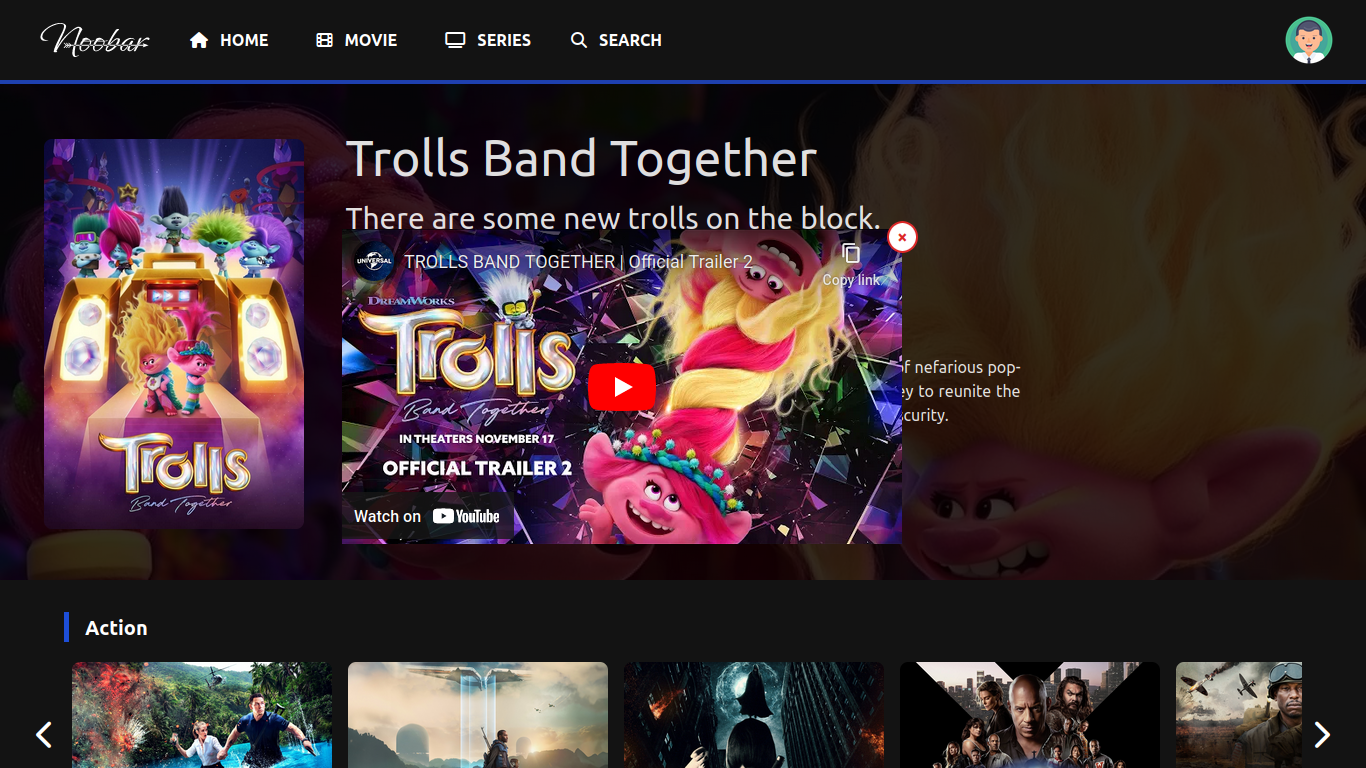 Noobar
HOME
MOVIE
SERIES
SEARCH
Trolls Band Together
There are some new trolls on the block.
UNIVERSAL
TROLLS BAND TOGETHER | Official Trailer 2
Copy link
DREAMWORKS
Trolls
Band Together
IN THEATERS NOVEMBER 17
OFFICIAL TRAILER 2
Watch on YouTube
of nefarious pop-
ey to reunite the
curity.
Trolls
Band Together
Action